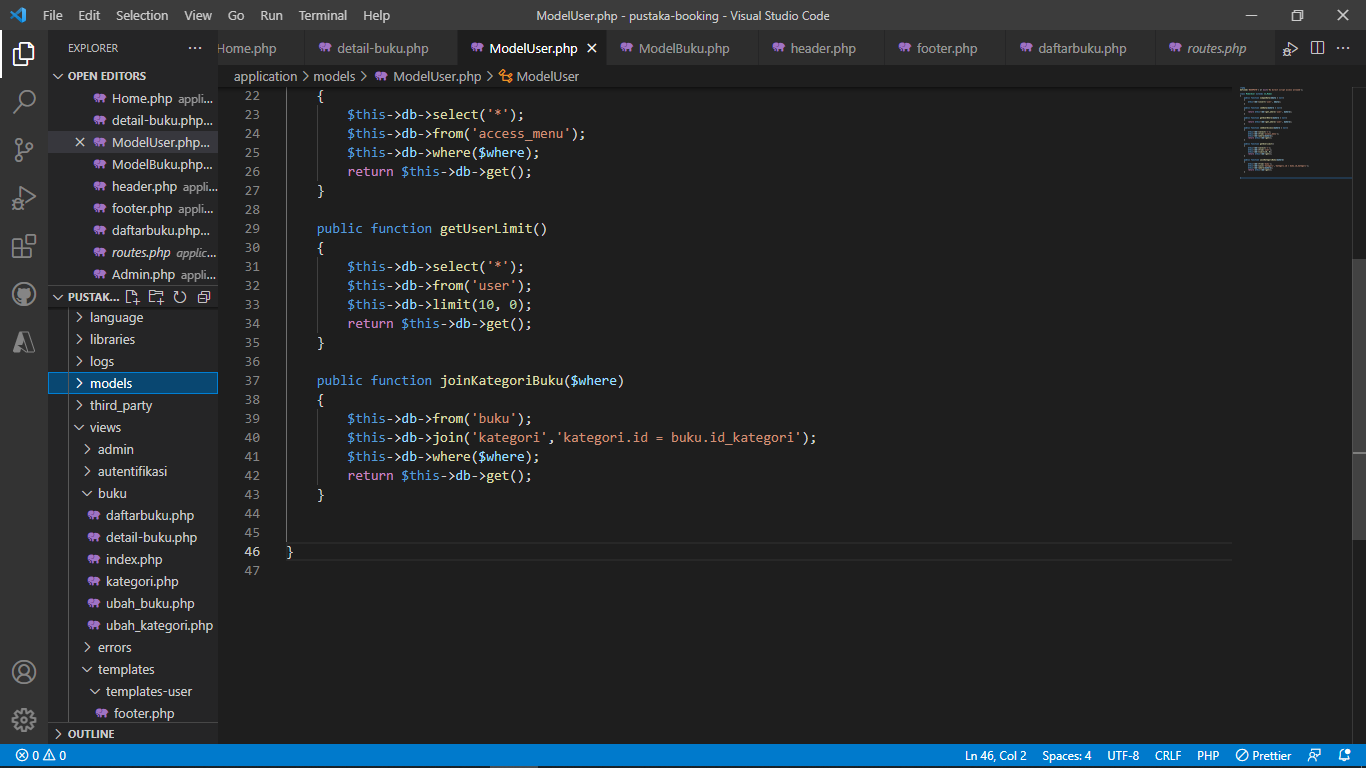 File Edit Selection View Go Run Terminal Help
ModelUser.php - pustaka-booking - Visual Studio Code
EXPLORER
OPEN EDITORS
Home.php appli...
detail-buku.php...
ModelUser.php...
ModelBuku.php...
header.php appli...
footer.php appli...
daftarbuku.php...
routes.php applic...
Admin.php appli...
PUSTAK...
language
libraries
logs
models
third_party
views
admin
autentifikasi
buku
daftarbuku.php
detail-buku.php
index.php
kategori.php
ubah_buku.php
ubah_kategori.php
errors
templates
templates-user
footer.php
OUTLINE
Home.php detail-buku.php ModelUser.php ModelBuku.php header.php footer.php daftarbuku.php routes.php
application > models > ModelUser.php > ModelUser
22 {
23 $this->db->select('*');
24 $this->db->from('access_menu');
25 $this->db->where($where);
26 return $this->db->get();
27 }
28
29 public function getUserLimit()
30 {
31 $this->db->select('*');
32 $this->db->from('user');
33 $this->db->limit(10, 0);
34 return $this->db->get();
35 }
36
37 public function joinKategoriBuku($where)
38 {
39 $this->db->from('buku');
40 $this->db->join('kategori','kategori.id = buku.id_kategori');
41 $this->db->where($where);
42 return $this->db->get();
43 }
44
45
46 }
47
0 0 Ln 46, Col 2 Spaces: 4 UTF-8 CRLF PHP Prettier